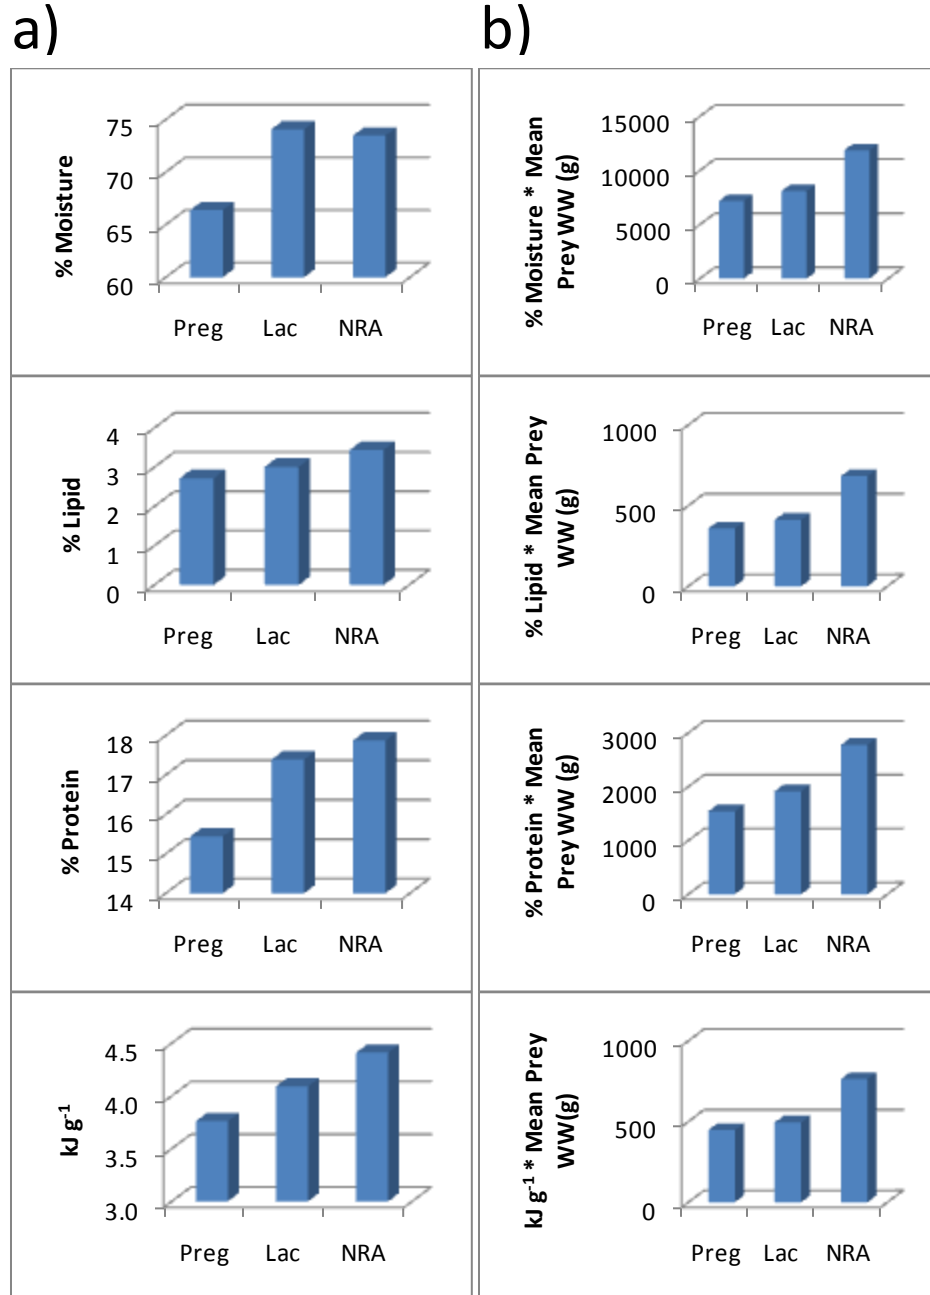 a)
b)
% Moisture
75
70
65
60
Preg Lac NRA
% Moisture * Mean
Prey WW (g)
15000
10000
5000
0
Preg Lac NRA
% Lipid
4
3
2
1
0
Preg Lac NRA
% Lipid * Mean Prey
WW (g)
1000
500
0
Preg Lac NRA
% Protein
18
17
16
15
14
Preg Lac NRA
% Protein * Mean
Prey WW (g)
3000
2000
1000
0
Preg Lac NRA
kJ g⁻¹
4.5
4.0
3.5
3.0
Preg Lac NRA
kJ g⁻¹ * Mean Prey
WW(g)
1000
500
0
Preg Lac NRA